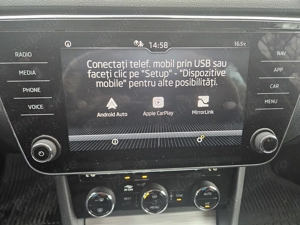 14:58
16.5°c
RADIO
MEDIA
PHONE
VOICE
Conectați telef. mobil prin USB sau
faceți clic pe "Setup" - "Dispozitive
mobile" pentru alte posibilități.
Android Auto
Apple CarPlay
MirrorLink
NAV
APP
CAR
MENU